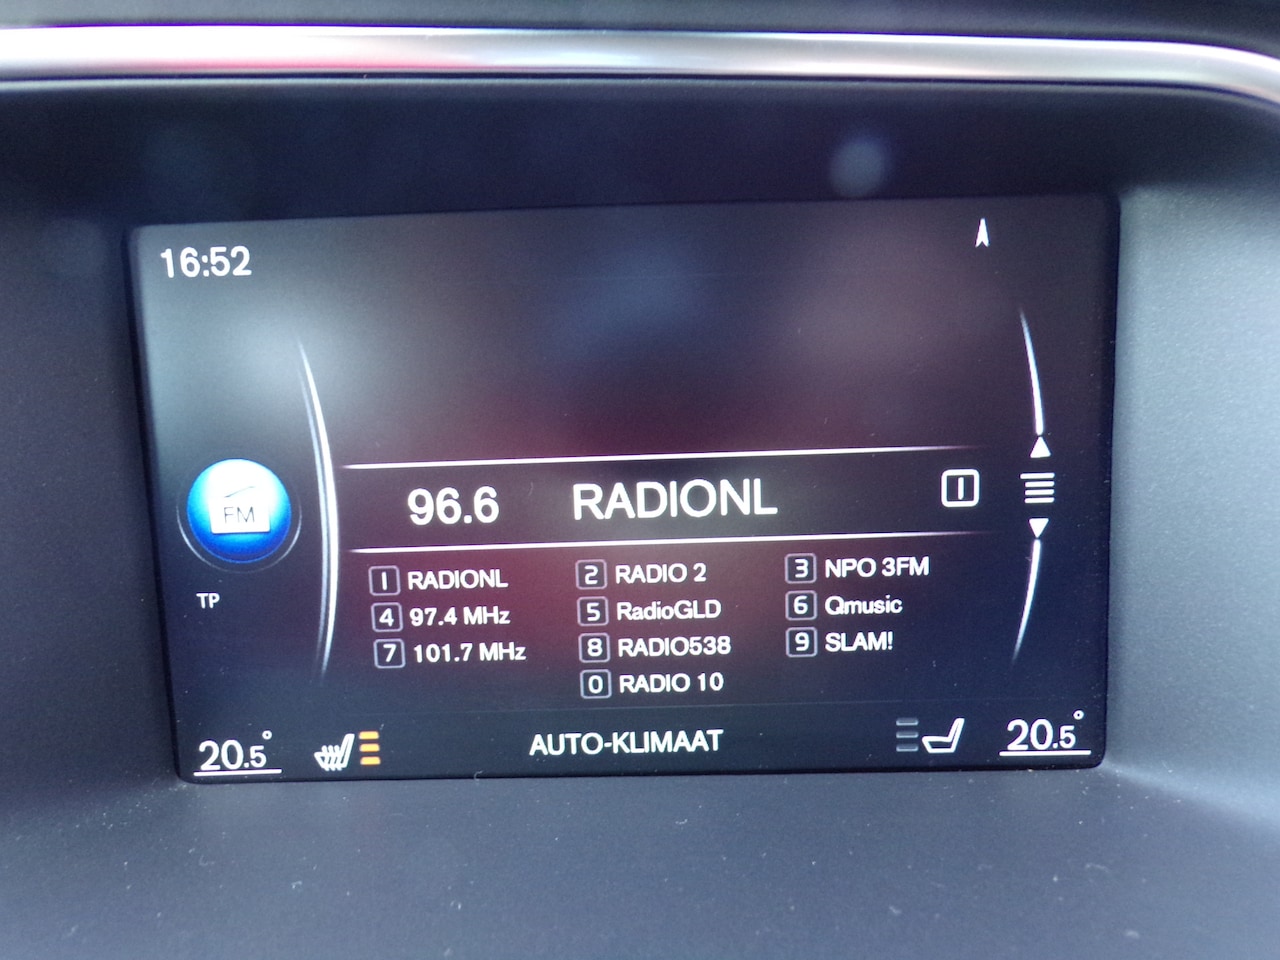 16:52
FM
TP
96.6 RADIONL 1
1 RADIONL 2 RADIO 2 3 NPO 3FM
4 97.4 MHz 5 RadioGLD 6 Qmusic
7 101.7 MHz 8 RADIO538 9 SLAM!
0 RADIO 10
20.5° AUTO-KLIMAAT 20.5°